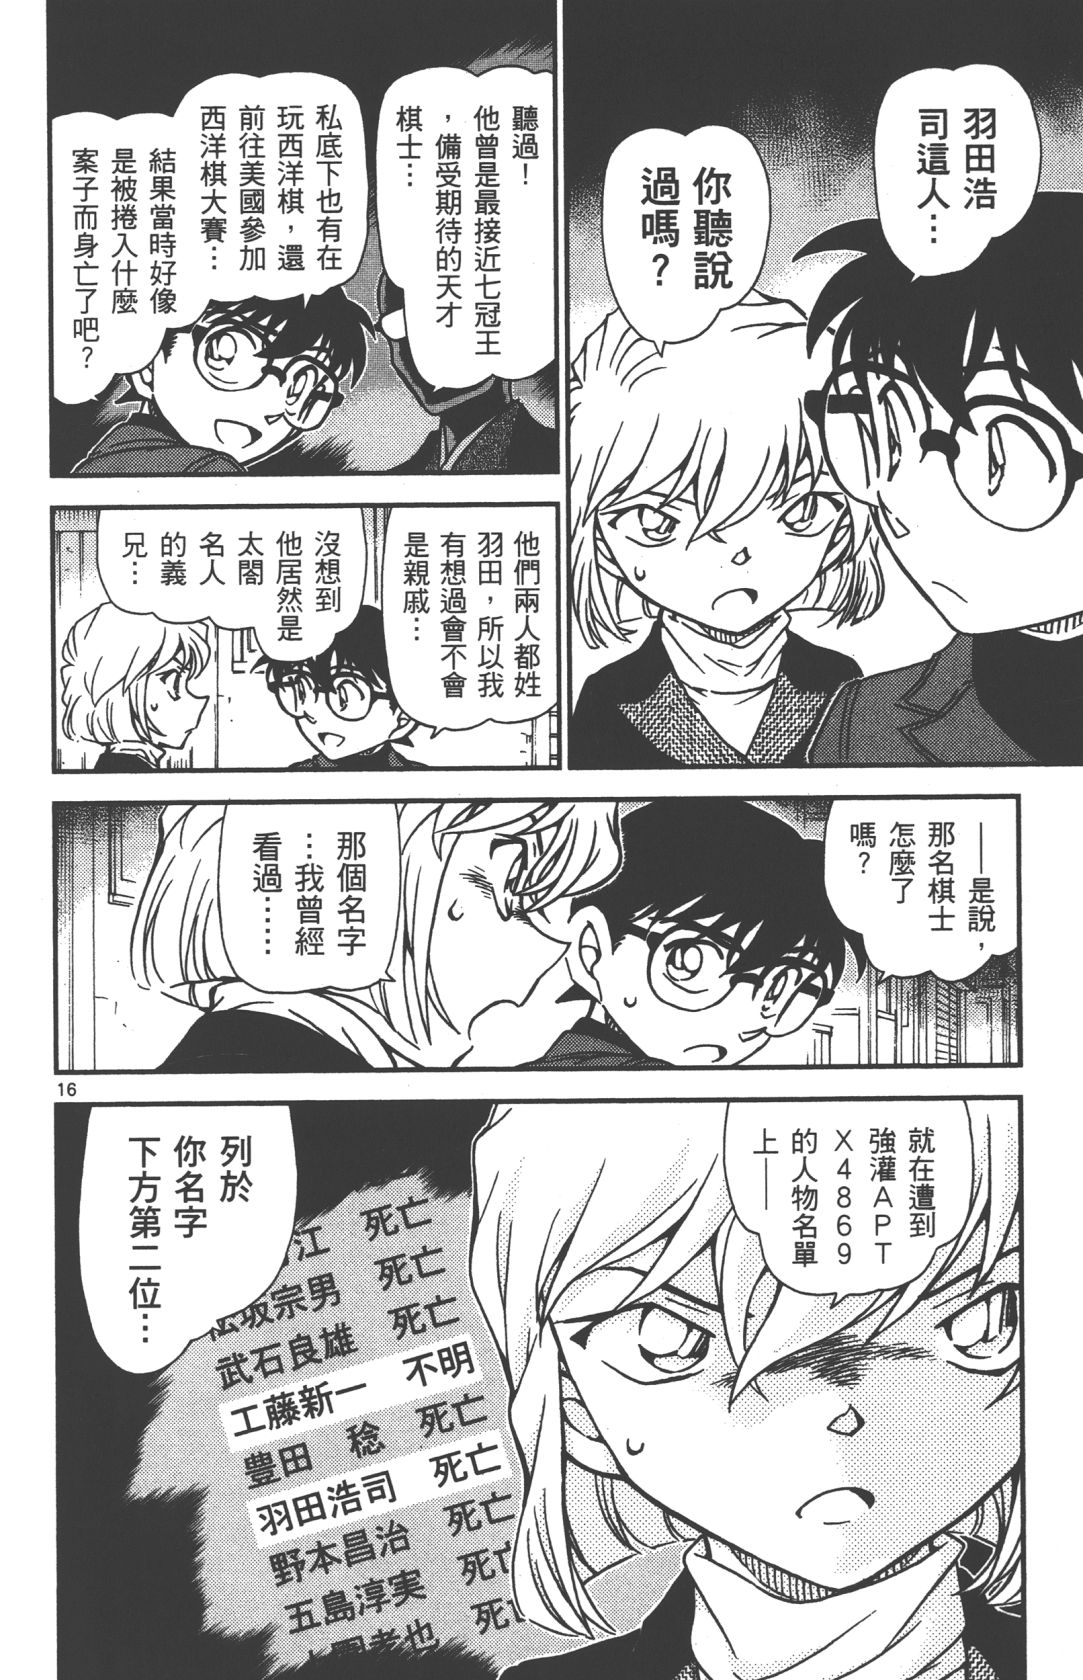 羽田浩
司這人…
你聽說
過嗎？
聽過！
他曾是最接近七冠王
，備受期待的天才
棋士…
私底下也有在
玩西洋棋，還
前往美國參加
西洋棋大賽…
結果當時好像
是被捲入什麼
案子而身亡了吧？
他們兩人都姓
羽田，所以我
有想過會不會
是親戚…
沒想到
他居然是
太閤
名人
的義
兄…
——是說，
那名棋士
怎麼了
嗎？
那個名字
…我曾經
看過……
16
就在遭到
強灌APT
X4869
的人物名單
上——
列於
你名字
下方第二位…
江 死亡
坂宗男 死亡
武石良雄 死亡
工藤新一 不明
豊田 稔 死亡
羽田浩司 死亡
野本昌治 死亡
五島淳実 死亡
孝也 死亡